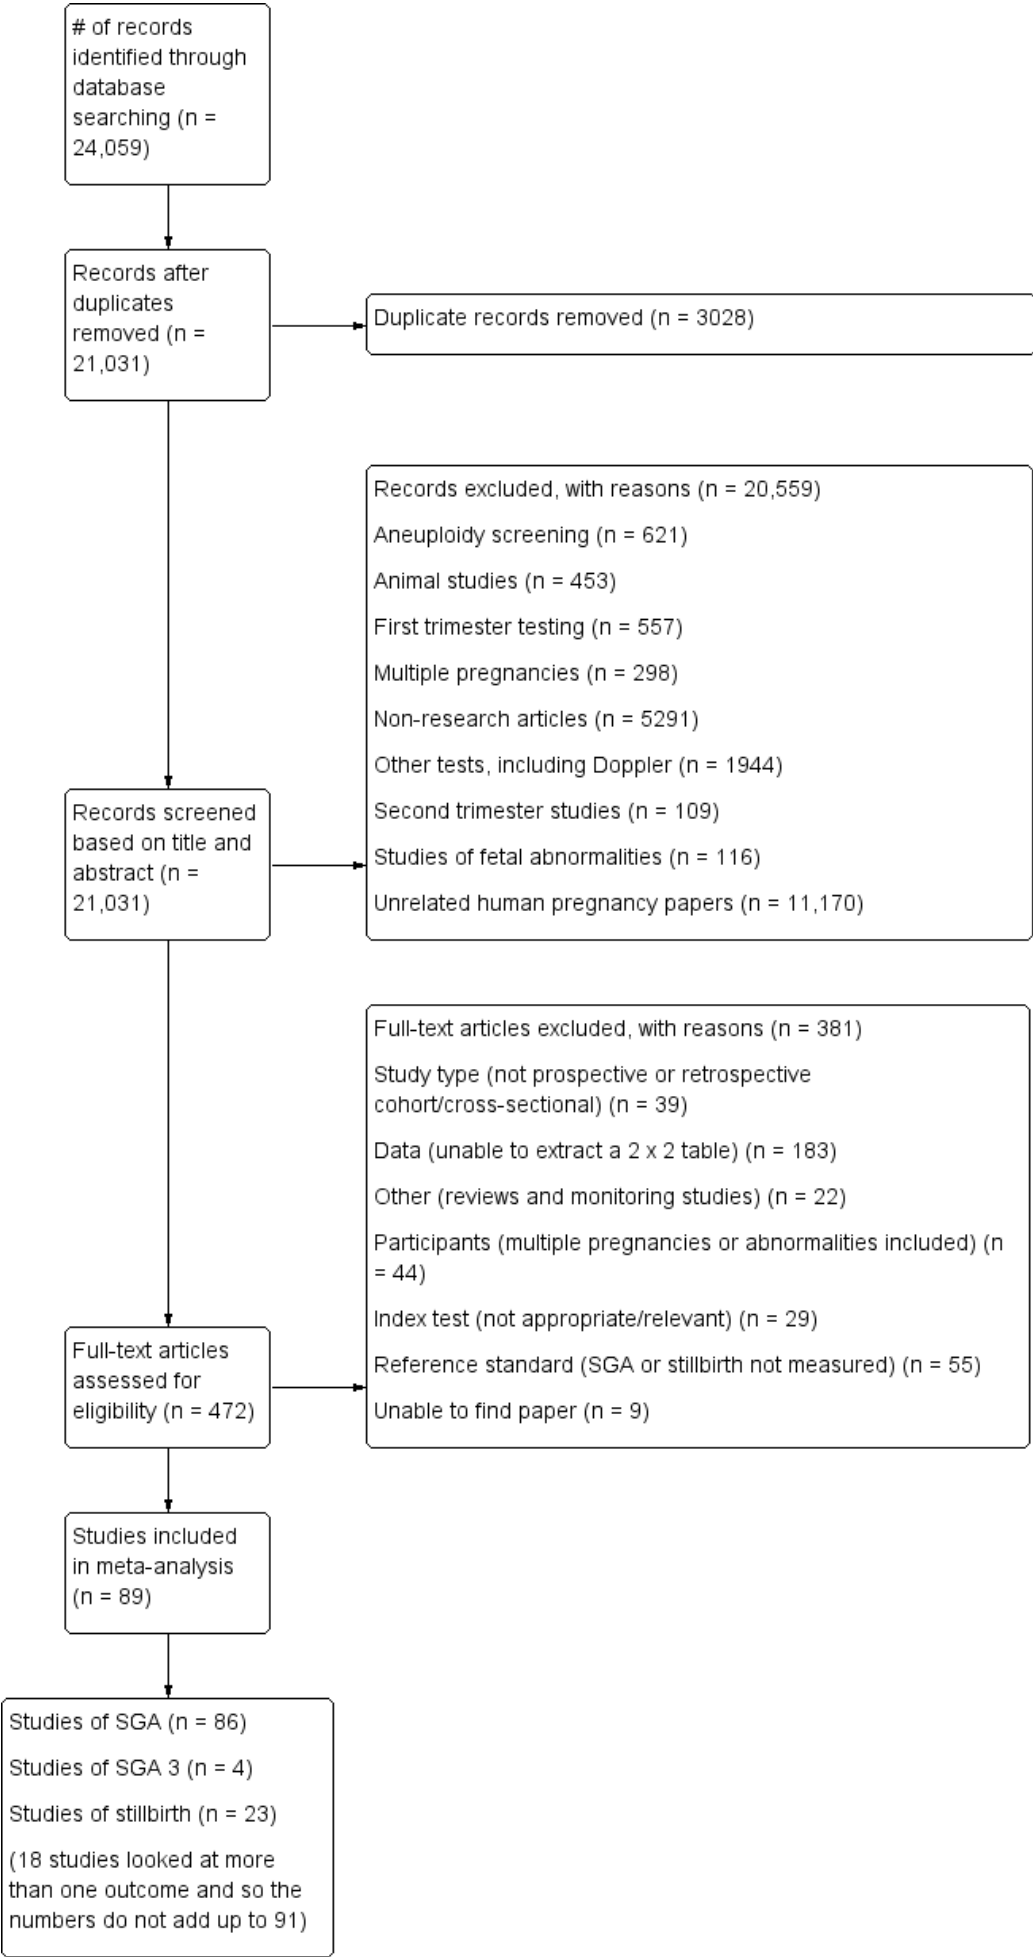 # of records
identified through
database
searching (n =
24,059)
Records after
duplicates
removed (n =
21,031)
Duplicate records removed (n = 3028)
Records excluded, with reasons (n = 20,559)
Aneuploidy screening (n = 621)
Animal studies (n = 453)
First trimester testing (n = 557)
Multiple pregnancies (n = 298)
Non-research articles (n = 5291)
Other tests, including Doppler (n = 1944)
Second trimester studies (n = 109)
Studies of fetal abnormalities (n = 116)
Unrelated human pregnancy papers (n = 11,170)
Records screened
based on title and
abstract (n =
21,031)
Full-text articles excluded, with reasons (n = 381)
Study type (not prospective or retrospective
cohort/cross-sectional) (n = 39)
Data (unable to extract a 2 x 2 table) (n = 183)
Other (reviews and monitoring studies) (n = 22)
Participants (multiple pregnancies or abnormalities included) (n
= 44)
Index test (not appropriate/relevant) (n = 29)
Reference standard (SGA or stillbirth not measured) (n = 55)
Unable to find paper (n = 9)
Full-text articles
assessed for
eligibility (n = 472)
Studies included
in meta-analysis
(n = 89)
Studies of SGA (n = 86)
Studies of SGA 3 (n = 4)
Studies of stillbirth (n = 23)
(18 studies looked at more
than one outcome and so the
numbers do not add up to 91)